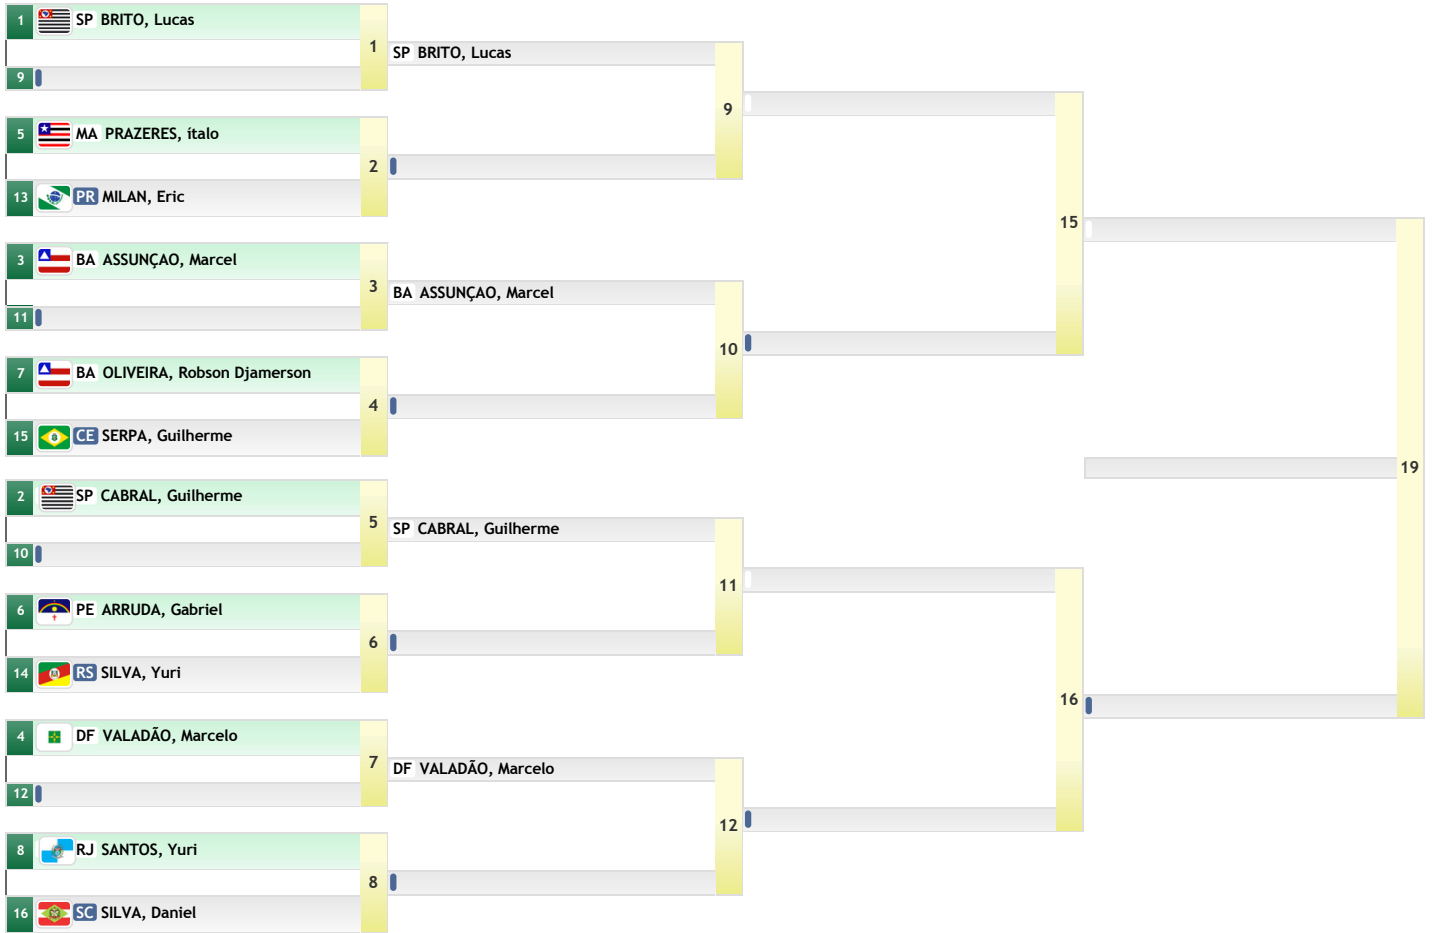 1 SP BRITO, Lucas
1
9
SP BRITO, Lucas
9
5 MA PRAZERES, ítalo
2
13 PR MILAN, Eric
15
3 BA ASSUNÇAO, Marcel
3
11
BA ASSUNÇAO, Marcel
10
7 BA OLIVEIRA, Robson Djamerson
4
15 CE SERPA, Guilherme
19
2 SP CABRAL, Guilherme
5
10
SP CABRAL, Guilherme
11
6 PE ARRUDA, Gabriel
6
14 RS SILVA, Yuri
16
4 DF VALADÃO, Marcelo
7
12
DF VALADÃO, Marcelo
12
8 RJ SANTOS, Yuri
8
16 SC SILVA, Daniel